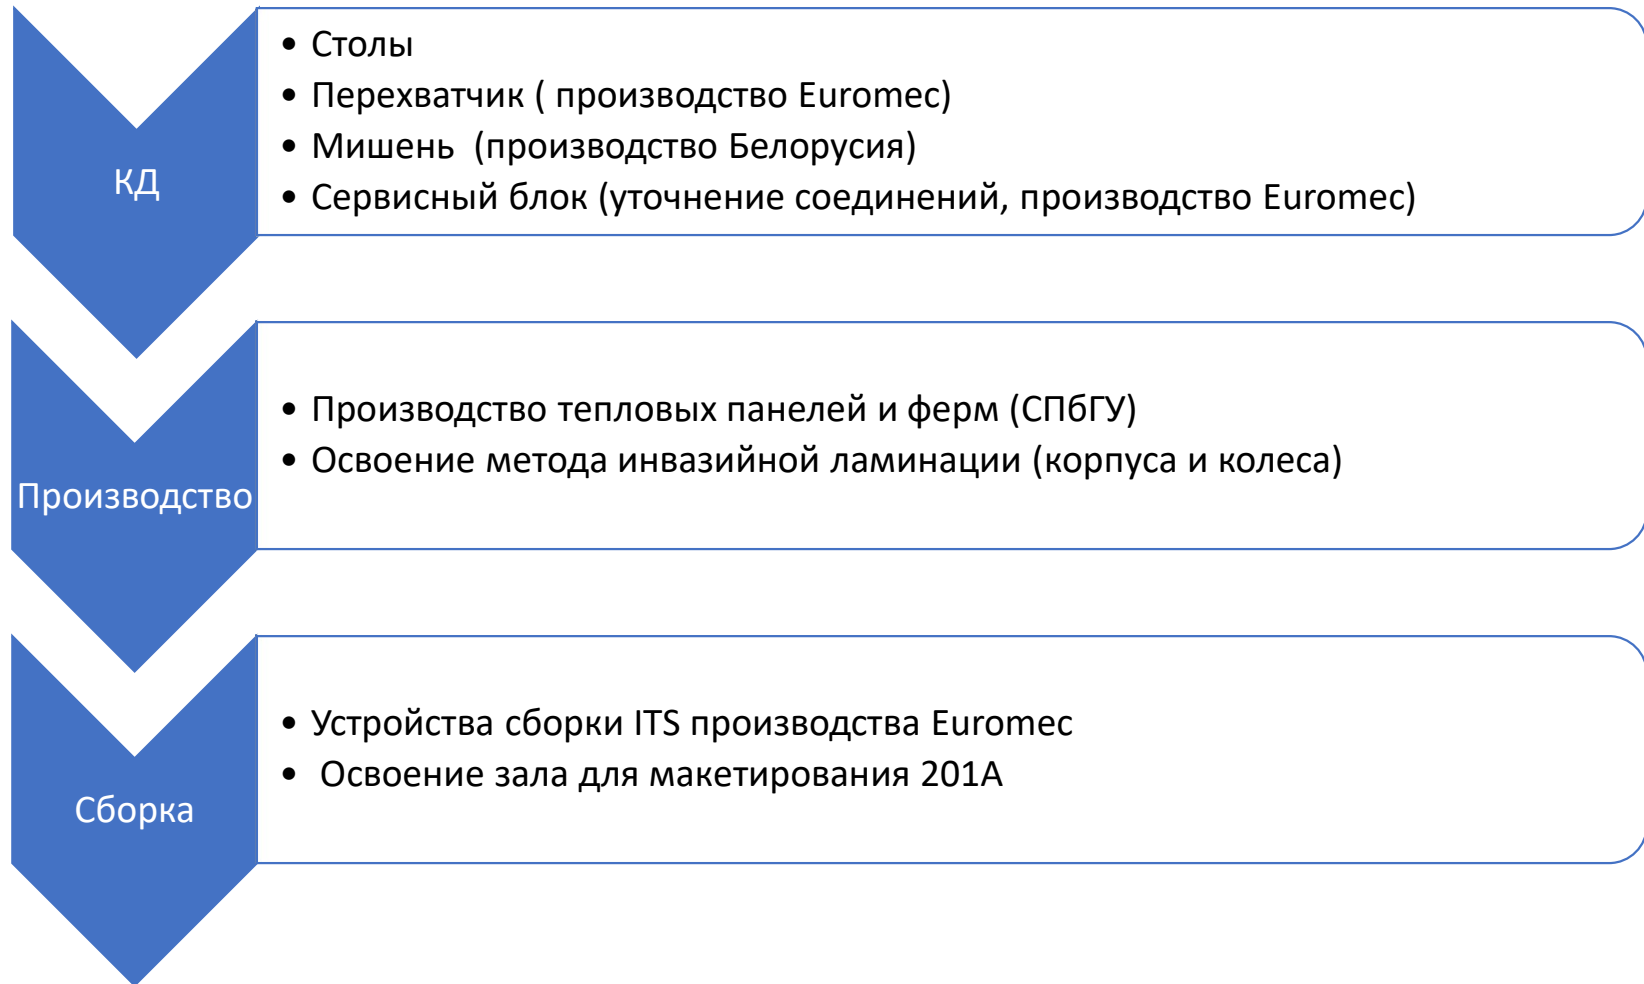 КД
• Столы
• Перехватчик ( производство Euromec)
• Мишень  (производство Белорусия)
• Сервисный блок (уточнение соединений, производство Euromec)
Производство
• Производство тепловых панелей и ферм (СПбГУ)
• Освоение метода инвазийной ламинации (корпуса и колеса)
Сборка
• Устройства сборки ITS производства Euromec
•  Освоение зала для макетирования 201А